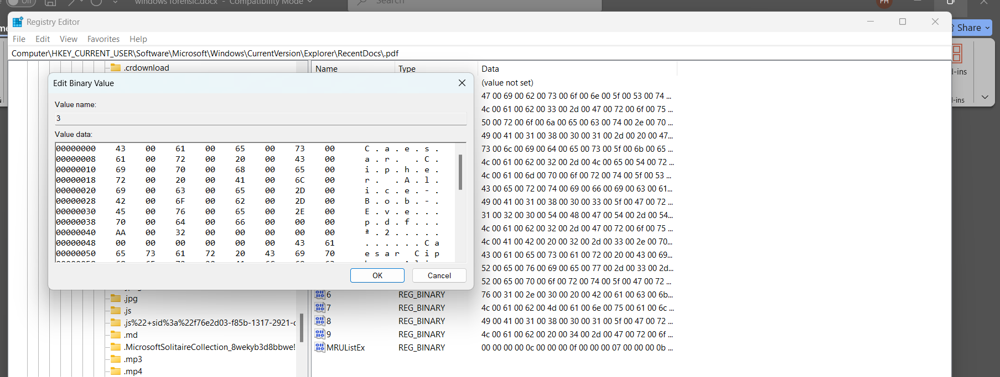 Off windows forensic.docx - Compatibility Mode Search PH
Registry Editor
Share
File Edit View Favorites Help
Computer\HKEY_CURRENT_USER\Software\Microsoft\Windows\CurrentVersion\Explorer\RecentDocs\.pdf
.crdownload
Name Type Data
Edit Binary Value
(value not set)
Value name:
3
Value data:
00000000 43 00 61 00 65 00 73 00 C . a . e . s .
00000008 61 00 72 00 20 00 43 00 a . r . . C .
00000010 69 00 70 00 68 00 65 00 i . p . h . e .
00000018 72 00 20 00 41 00 6C 00 r . . A . l .
00000020 69 00 63 00 65 00 2D 00 i . c . e . - .
00000028 42 00 6F 00 62 00 2D 00 B . o . b . - .
00000030 45 00 76 00 65 00 2E 00 E . v . e . . .
00000038 70 00 64 00 66 00 00 00 p . d . f . . .
00000040 AA 00 32 00 00 00 00 00 ª . 2 . . . . .
00000048 00 00 00 00 00 00 43 61 . . . . . . C a
00000050 65 73 61 72 20 43 69 70 e s a r C i p
OK Cancel
47 00 69 00 62 00 73 00 6f 00 6e 00 5f 00 53 00 74 ...
4c 00 61 00 62 00 33 00 2d 00 47 00 72 00 6f 00 75 ...
50 00 72 00 6f 00 6a 00 65 00 63 00 74 00 2e 00 70 ...
49 00 41 00 31 00 38 00 30 00 31 00 2d 00 20 00 47...
73 00 6c 00 69 00 64 00 65 00 73 00 5f 00 6b 00 65 ...
4c 00 61 00 62 00 32 00 2d 00 4c 00 65 00 54 00 72 ...
4c 00 61 00 6d 00 70 00 6f 00 72 00 74 00 5f 00 53 ...
43 00 65 00 72 00 74 00 69 00 66 00 69 00 63 00 61...
49 00 41 00 31 00 38 00 30 00 33 00 5f 00 47 00 72 ...
31 00 32 00 30 00 54 00 48 00 47 00 54 00 2d 00 54...
4c 00 61 00 62 00 32 00 2d 00 47 00 72 00 6f 00 75 ...
4c 00 41 00 42 00 20 00 32 00 2d 00 33 00 2e 00 70...
43 00 61 00 65 00 73 00 61 00 72 00 20 00 43 00 69...
52 00 65 00 76 00 69 00 65 00 77 00 2d 00 33 00 2d...
52 00 65 00 70 00 6f 00 72 00 74 00 5f 00 47 00 72 ...
6 REG_BINARY 76 00 31 00 2e 00 30 00 20 00 42 00 61 00 63 00 6b...
7 REG_BINARY 4c 00 61 00 62 00 4d 00 61 00 6e 00 75 00 61 00 6c ...
8 REG_BINARY 49 00 41 00 31 00 38 00 30 00 31 00 5f 00 47 00 72 ...
9 REG_BINARY 4c 00 61 00 62 00 20 00 34 00 2d 00 47 00 72 00 6f ...
MRUListEx REG_BINARY 00 00 00 00 0c 00 00 00 0f 00 00 00 07 00 00 00 0b ...
.jpg
.js
.js%22+sid%3a%22f76e2d03-f85b-1317-2921-c
.md
.MicrosoftSolitaireCollection_8wekyb3d8bbwe!
.mp3
.mp4
l-ins
l-ins